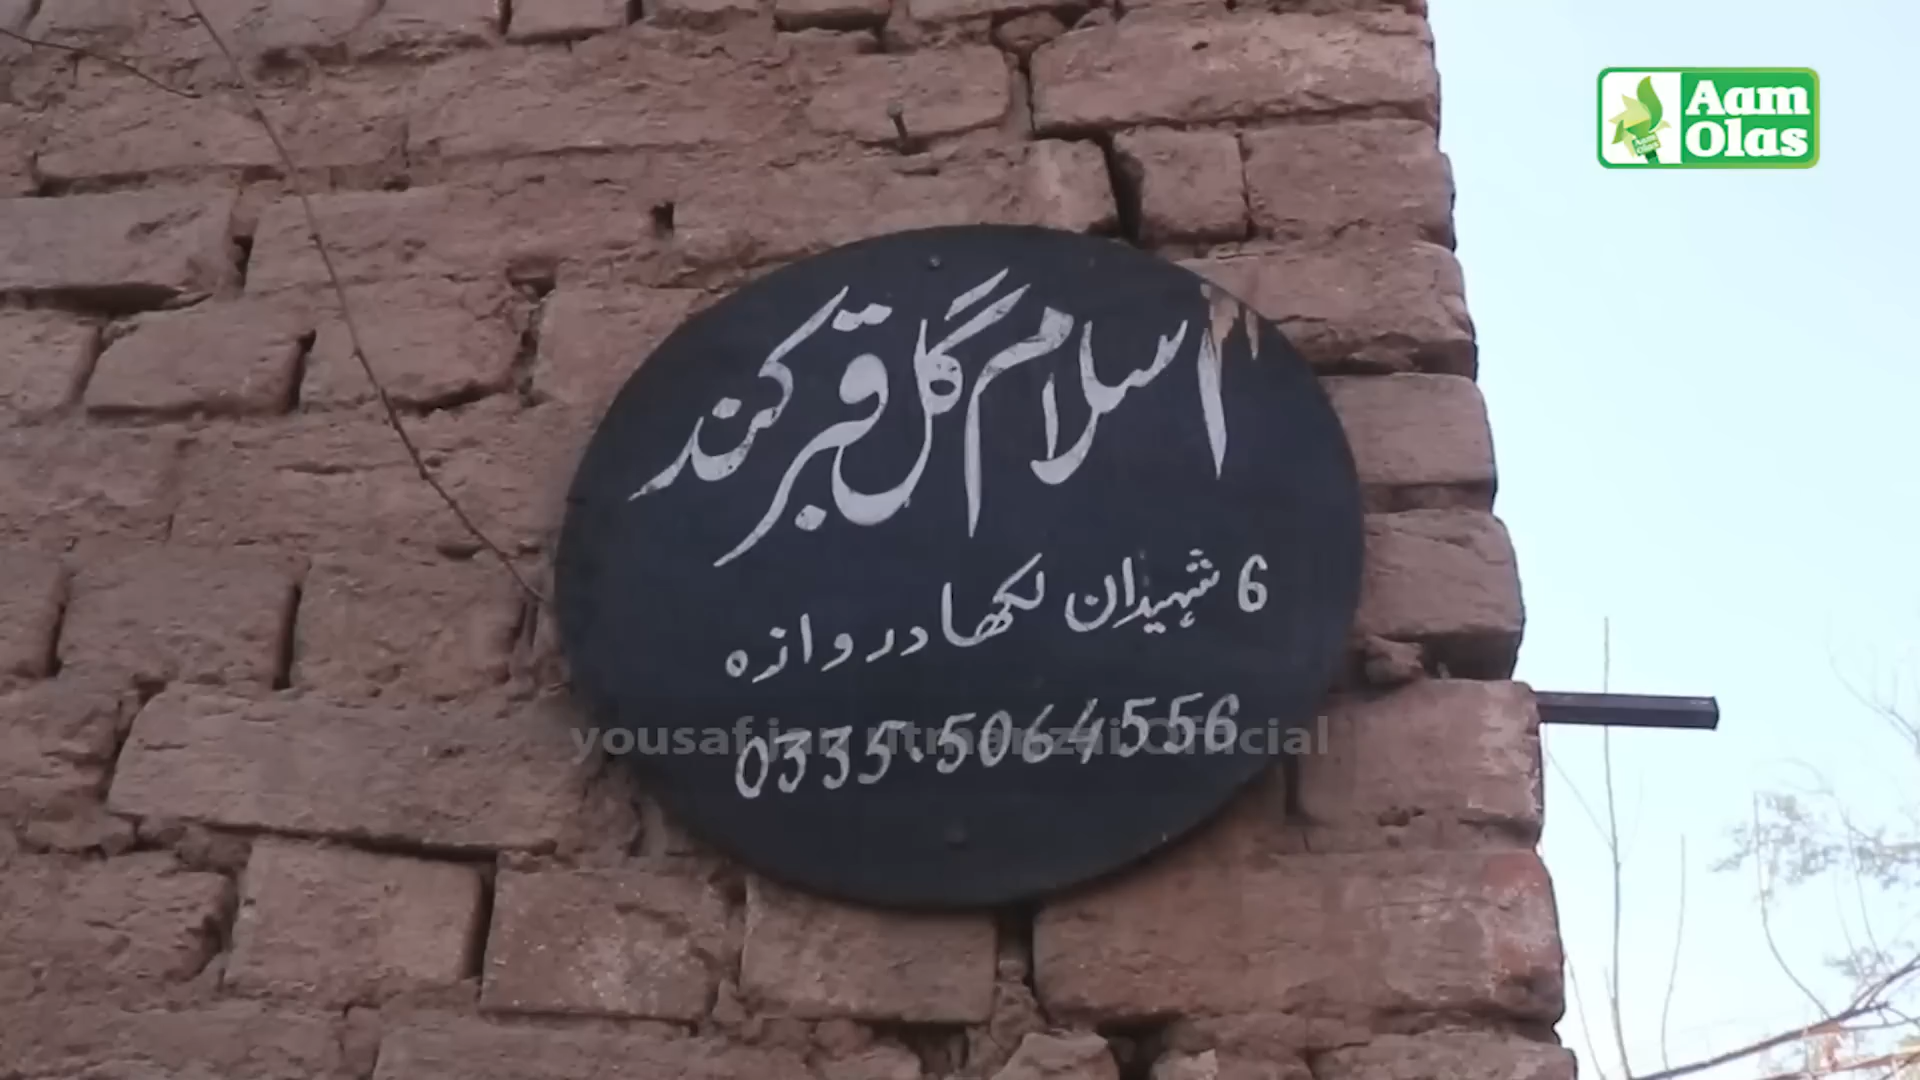 Aam
Olas
اسلام گل قبر کند
6 شہیدان لکھا دروازہ
0335-5064556
yousaf jan utmanzai Official